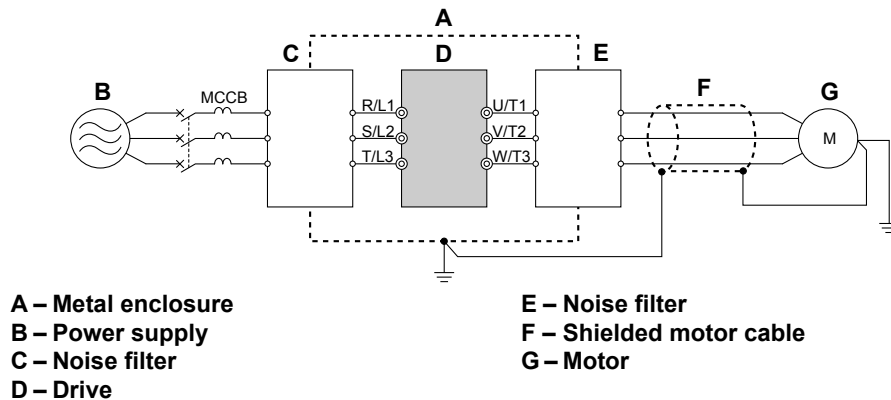 A
C
D
E
B
MCCB
F
G
R/L1
U/T1
S/L2
V/T2
M
T/L3
W/T3
A – Metal enclosure
B – Power supply
C – Noise filter
D – Drive
E – Noise filter
F – Shielded motor cable
G – Motor